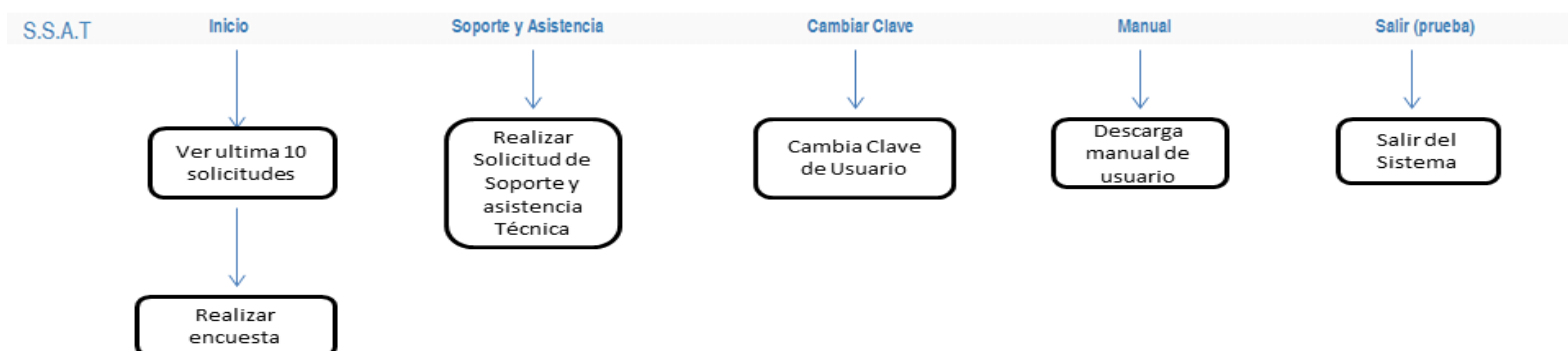 S.S.A.T
Inicio
Soporte y Asistencia
Cambiar Clave
Manual
Salir (prueba)
Ver ultima 10
solicitudes
Realizar
Solicitud de
Soporte y
asistencia
Técnica
Cambia Clave
de Usuario
Descarga
manual de
usuario
Salir del
Sistema
Realizar
encuesta